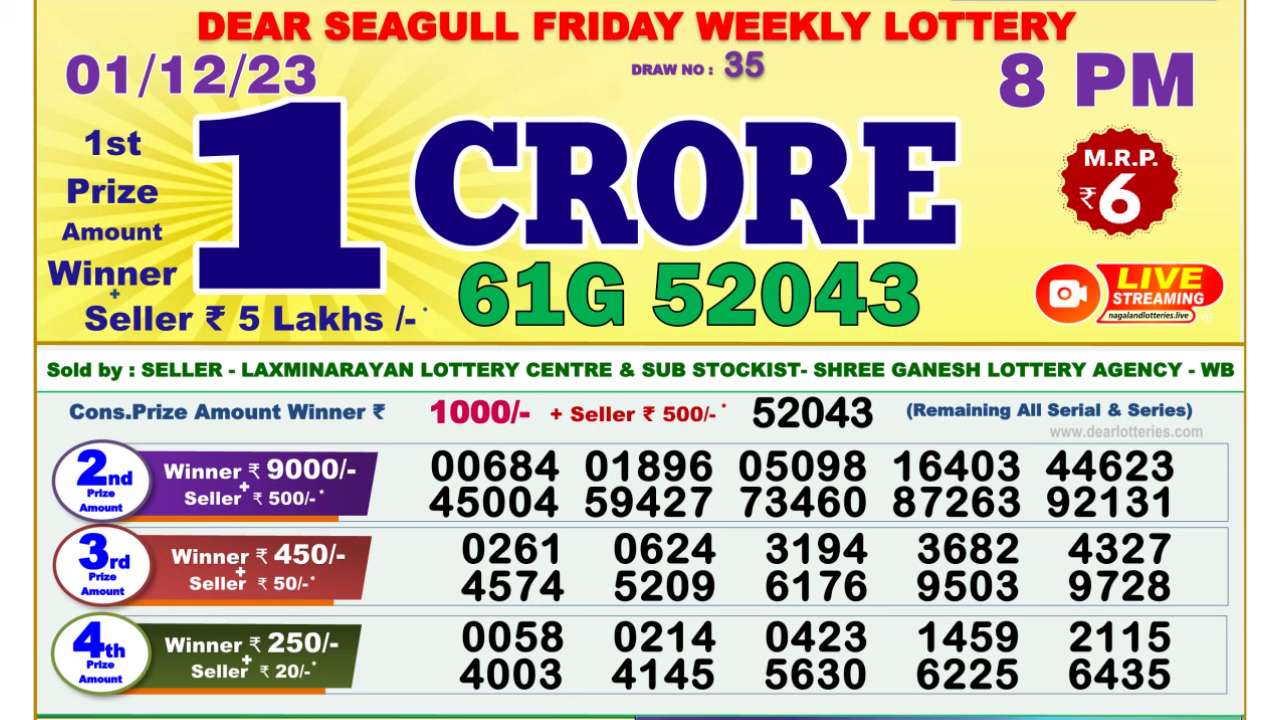 DEAR SEAGULL FRIDAY WEEKLY LOTTERY
01/12/23
DRAW NO : 35
8 PM
1st
Prize
Amount
Winner
+
Seller ₹ 5 Lakhs /-*
1 CRORE
61G 52043
M.R.P.
₹6
LIVE
STREAMING
nagalandlotteries.live
Sold by : SELLER - LAXMINARAYAN LOTTERY CENTRE & SUB STOCKIST- SHREE GANESH LOTTERY AGENCY - WB
Cons.Prize Amount Winner ₹ 1000/- + Seller ₹ 500/-* 52043 (Remaining All Serial & Series)
www.dearlotteries.com
2nd
Prize
Amount
Winner ₹ 9000/-
+
Seller ₹ 500/-*
00684 01896 05098 16403 44623
45004 59427 73460 87263 92131
3rd
Prize
Amount
Winner ₹ 450/-
+
Seller ₹ 50/-*
0261 0624 3194 3682 4327
4574 5209 6176 9503 9728
4th
Prize
Amount
Winner ₹ 250/-
+
Seller ₹ 20/-*
0058 0214 0423 1459 2115
4003 4145 5630 6225 6435